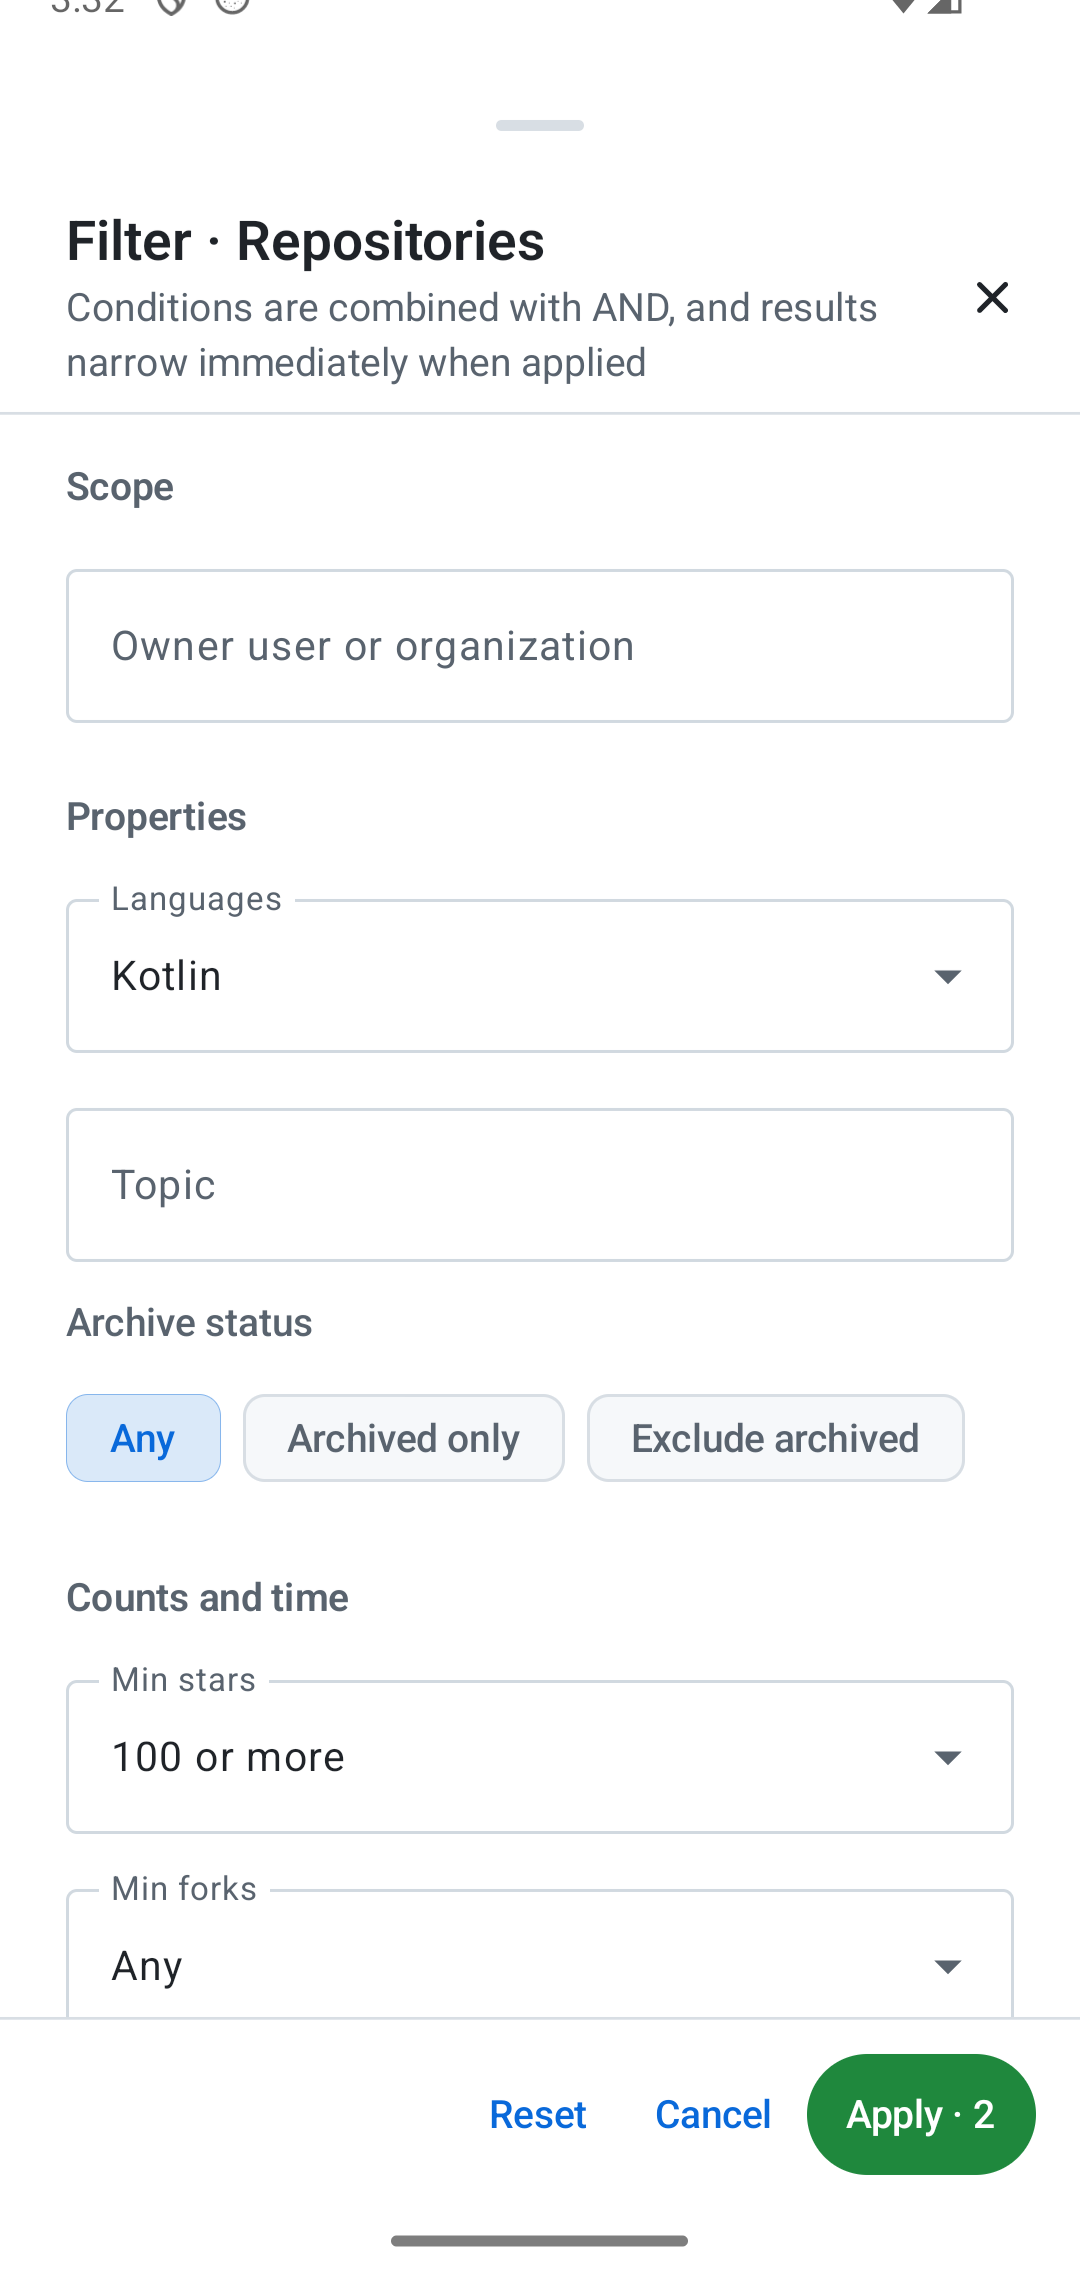 Filter · Repositories
Conditions are combined with AND, and results
narrow immediately when applied
Scope
Owner user or organization
Properties
Languages
Kotlin
Topic
Archive status
Any
Archived only
Exclude archived
Counts and time
Min stars
100 or more
Min forks
Any
Reset
Cancel
Apply · 2